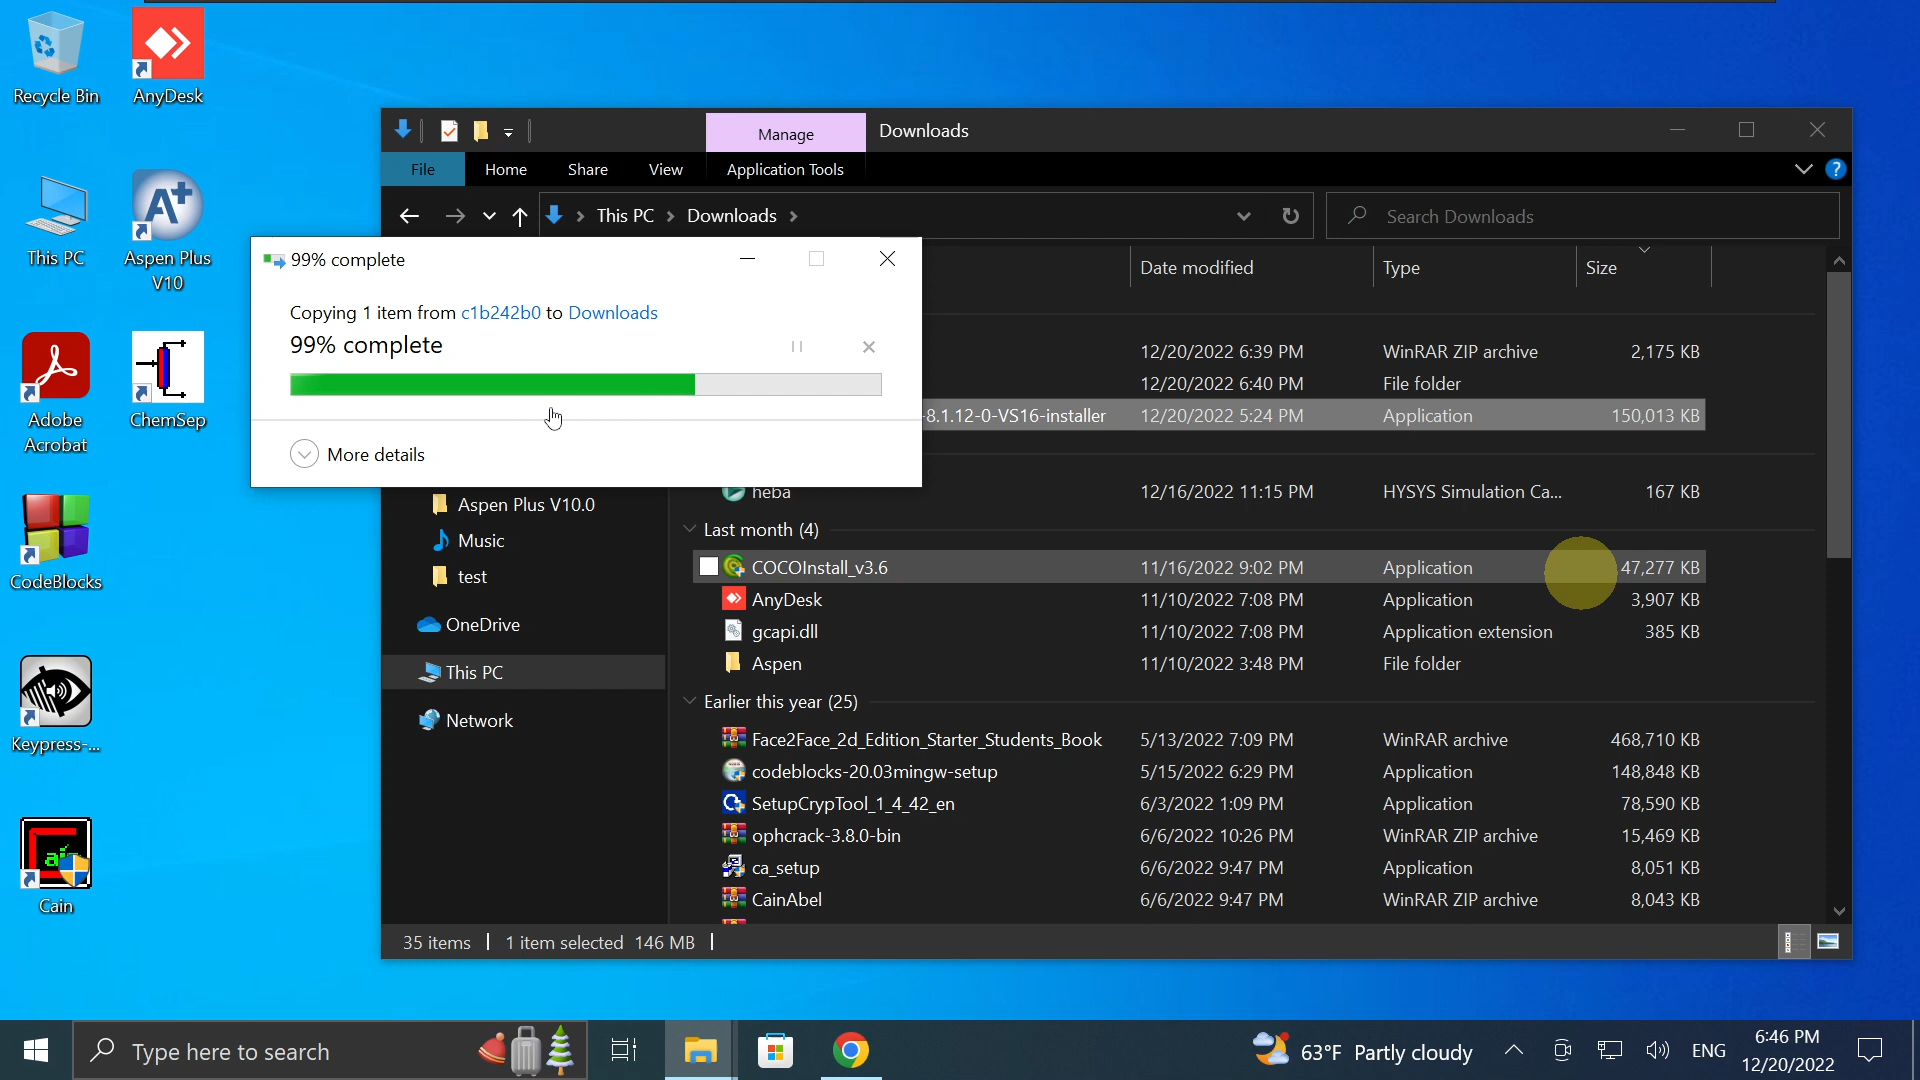 Recycle Bin
AnyDesk
This PC
Aspen Plus
V10
Adobe
Acrobat
ChemSep
CodeBlocks
Keypress-...
Cain
Manage
Downloads
File
Home
Share
View
Application Tools
This PC
Downloads
Search Downloads
99% complete
Copying 1 item from c1b242b0 to Downloads
99% complete
More details
Date modified
Type
Size
12/20/2022 6:39 PM WinRAR ZIP archive 2,175 KB
12/20/2022 6:40 PM File folder
-8.1.12-0-VS16-installer 12/20/2022 5:24 PM Application 150,013 KB
heba 12/16/2022 11:15 PM HYSYS Simulation Ca... 167 KB
Last month (4)
COCOInstall_v3.6 11/16/2022 9:02 PM Application 47,277 KB
AnyDesk 11/10/2022 7:08 PM Application 3,907 KB
gcapi.dll 11/10/2022 7:08 PM Application extension 385 KB
Aspen 11/10/2022 3:48 PM File folder
Earlier this year (25)
Face2Face_2d_Edition_Starter_Students_Book 5/13/2022 7:09 PM WinRAR archive 468,710 KB
codeblocks-20.03mingw-setup 5/15/2022 6:29 PM Application 148,848 KB
SetupCrypTool_1_4_42_en 6/3/2022 1:09 PM Application 78,590 KB
ophcrack-3.8.0-bin 6/6/2022 10:26 PM WinRAR ZIP archive 15,469 KB
ca_setup 6/6/2022 9:47 PM Application 8,051 KB
CainAbel 6/6/2022 9:47 PM WinRAR ZIP archive 8,043 KB
Aspen Plus V10.0
Music
test
OneDrive
This PC
Network
35 items 1 item selected 146 MB
Type here to search
63°F Partly cloudy
ENG
6:46 PM
12/20/2022